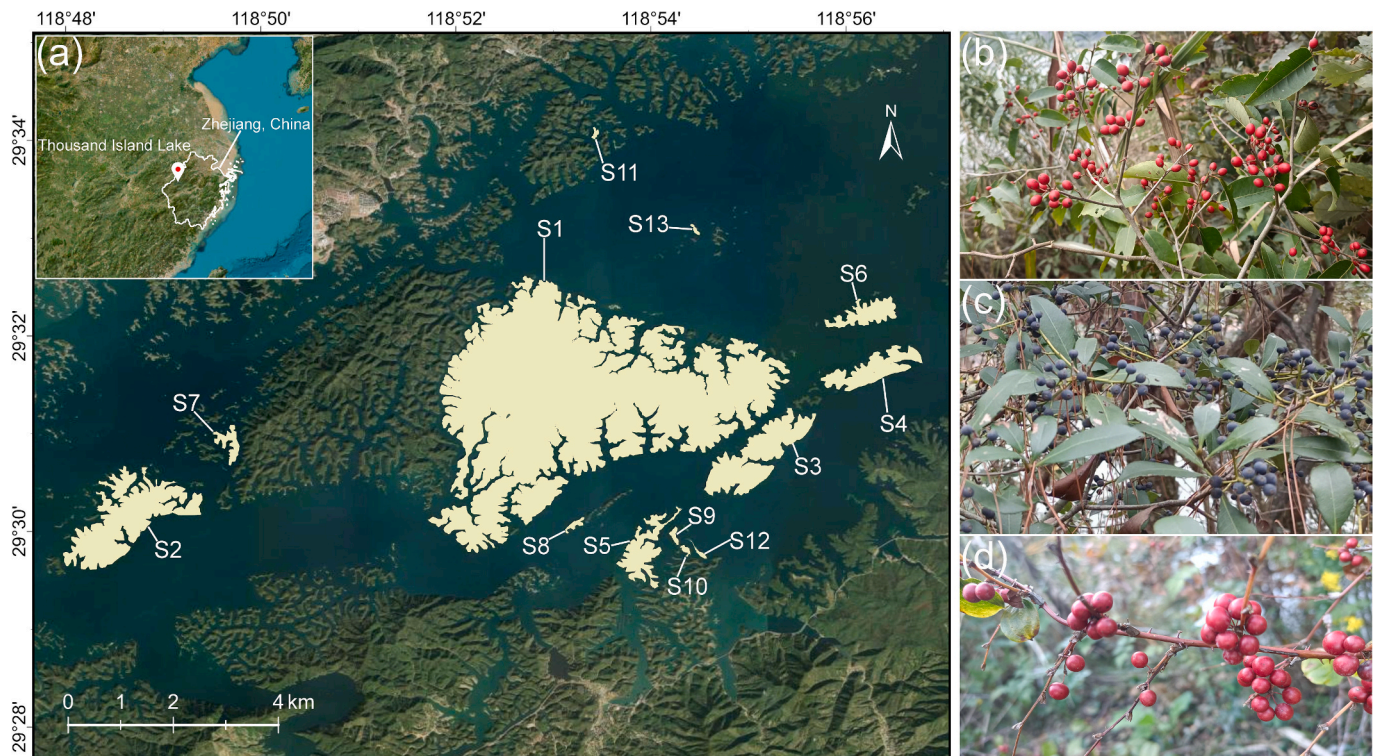 118°48' 118°50' 118°52' 118°54' 118°56'
(a)
Zhejiang, China
Thousand Island Lake
29°34'
29°32'
29°30'
29°28'
N
S11
S13
S1
S6
S7
S4
S3
S2
S9
S8
S5
S12
S10
0 1 2 4 km
(b)
(c)
(d)